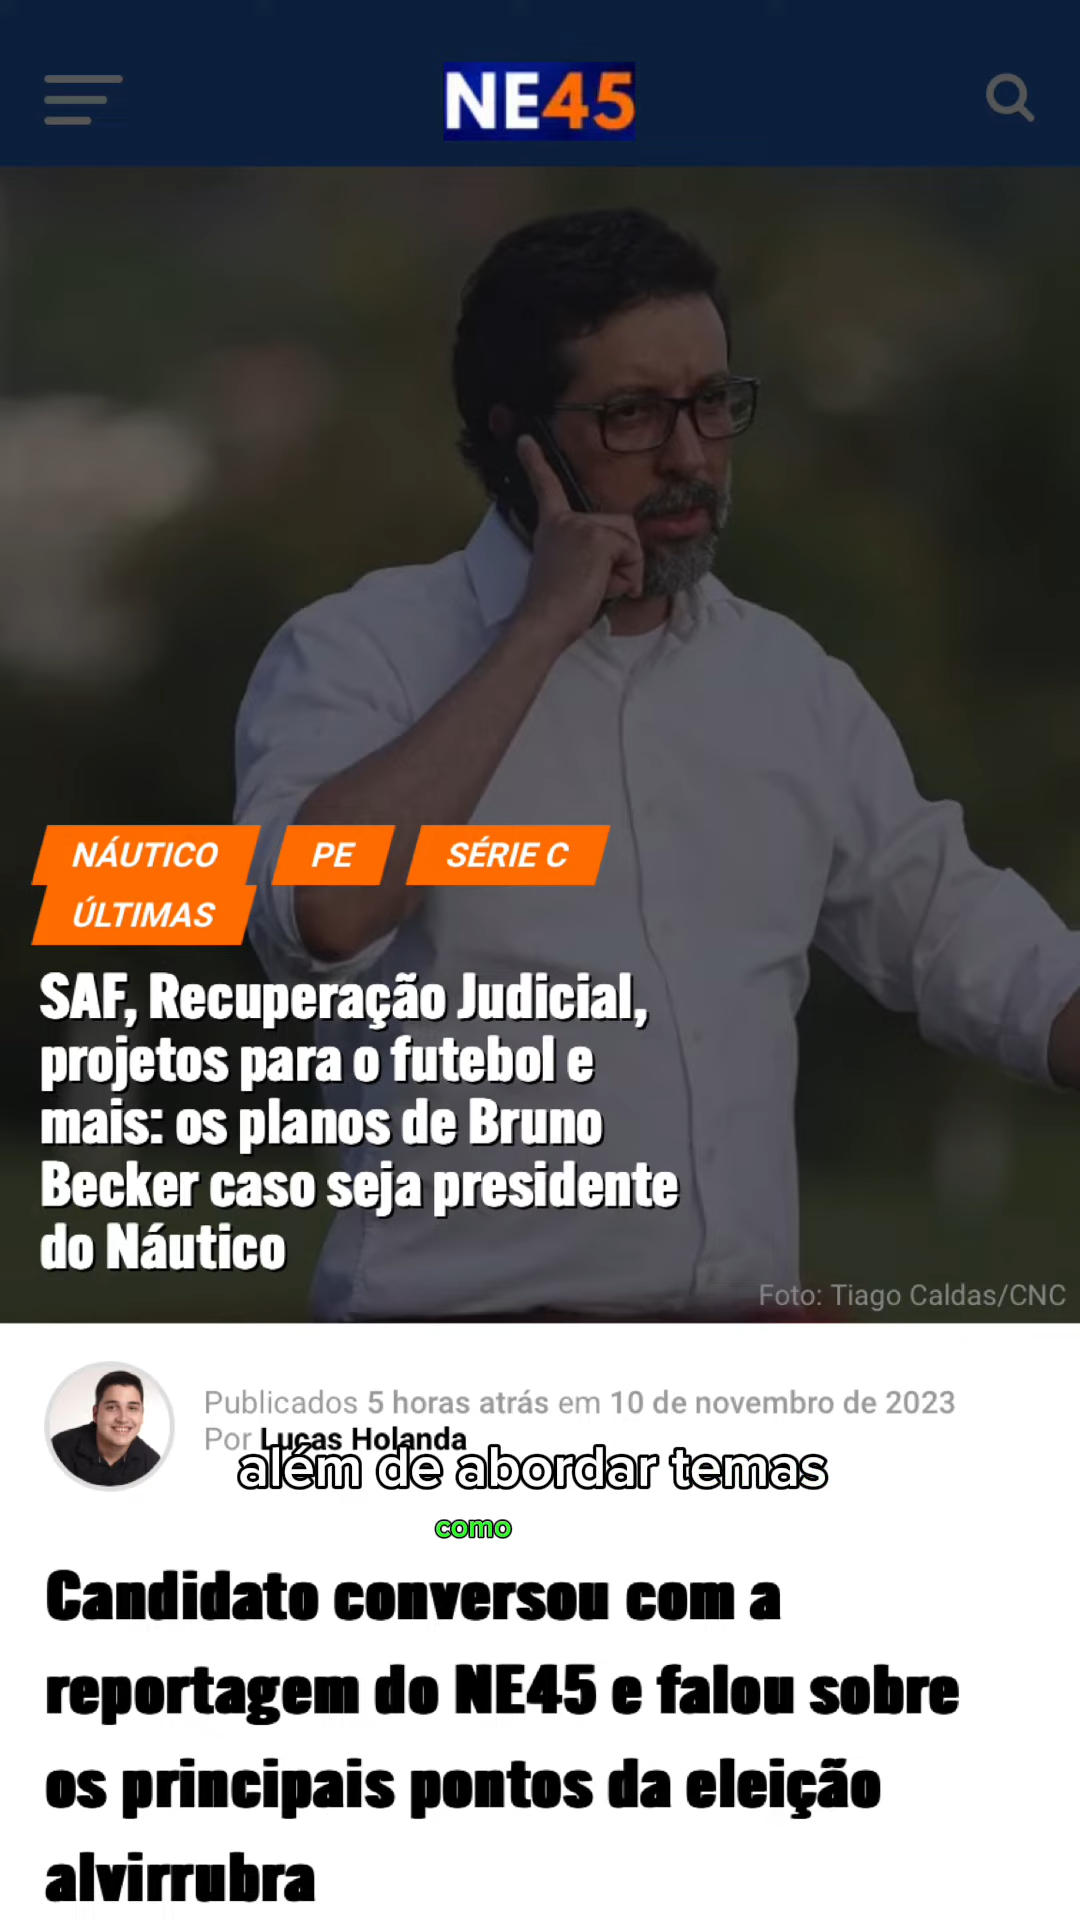 NE45
NÁUTICO PE SÉRIE C
ÚLTIMAS
SAF, Recuperação Judicial,
projetos para o futebol e
mais: os planos de Bruno
Becker caso seja presidente
do Náutico
Foto: Tiago Caldas/CNC
Publicados 5 horas atrás em 10 de novembro de 2023
Por Lucas Holanda
além de abordar temas
como
Candidato conversou com a
reportagem do NE45 e falou sobre
os principais pontos da eleição
alvirrubra